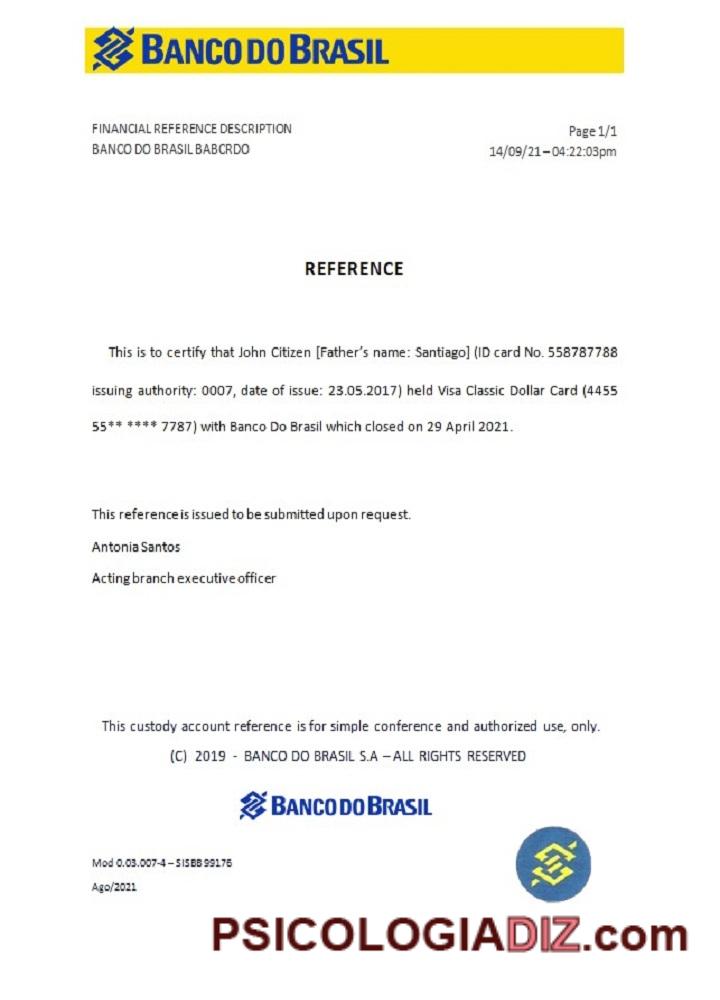 BANCO DO BRASIL
FINANCIAL REFERENCE DESCRIPTION
BANCO DO BRASIL BABCRDO
Page 1/1
14/09/21 – 04:22:03pm
REFERENCE
This is to certify that John Citizen [Father's name: Santiago] (ID card No. 558787788
issuing authority: 0007, date of issue: 23.05.2017) held Visa Classic Dollar Card (4455
55** **** 7787) with Banco Do Brasil which closed on 29 April 2021.
This reference is issued to be submitted upon request.
Antonia Santos
Acting branch executive officer
This custody account reference is for simple conference and authorized use, only.
(C) 2019 - BANCO DO BRASIL S.A – ALL RIGHTS RESERVED
BANCO DO BRASIL
Mod 0.03.007-4 – SISBB 99176
Ago/2021
PSICOLOGIADIZ.com